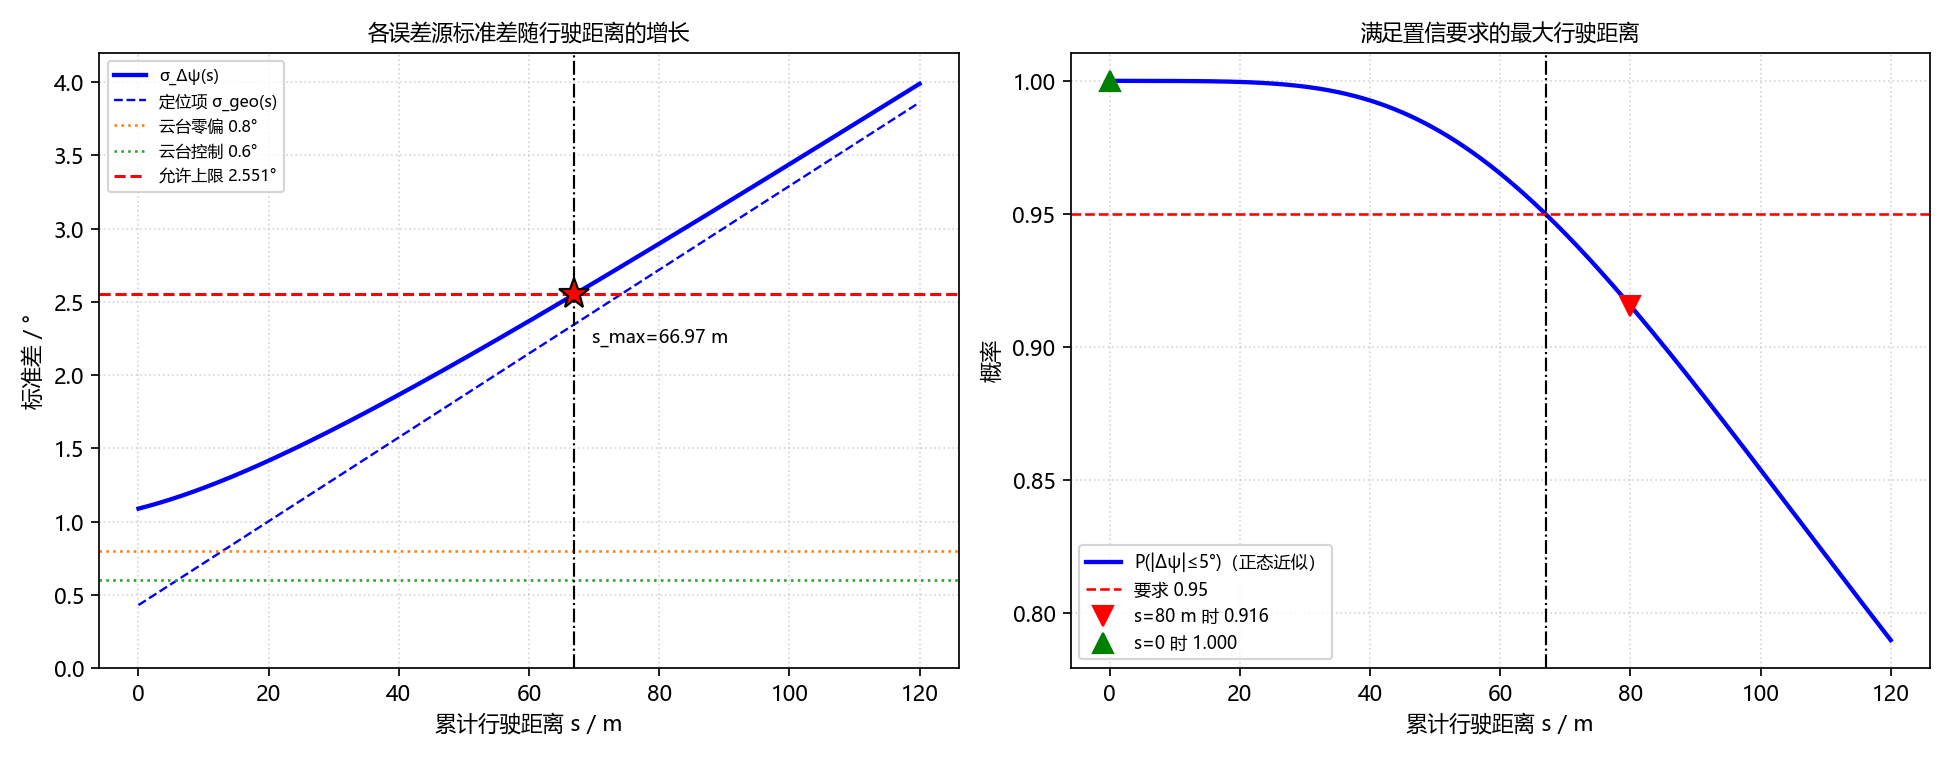 各误差源标准差随行驶距离的增长
σ_Δψ(s)
定位项 σ_geo(s)
云台零偏 0.8°
云台控制 0.6°
允许上限 2.551°
s_max=66.97 m
标准差 / °
4.0
3.5
3.0
2.5
2.0
1.5
1.0
0.5
0.0
0 20 40 60 80 100 120
累计行驶距离 s / m
满足置信要求的最大行驶距离
概率
1.00
0.95
0.90
0.85
0.80
P(|Δψ|≤5°)（正态近似）
要求 0.95
s=80 m 时 0.916
s=0 时 1.000
0 20 40 60 80 100 120
累计行驶距离 s / m